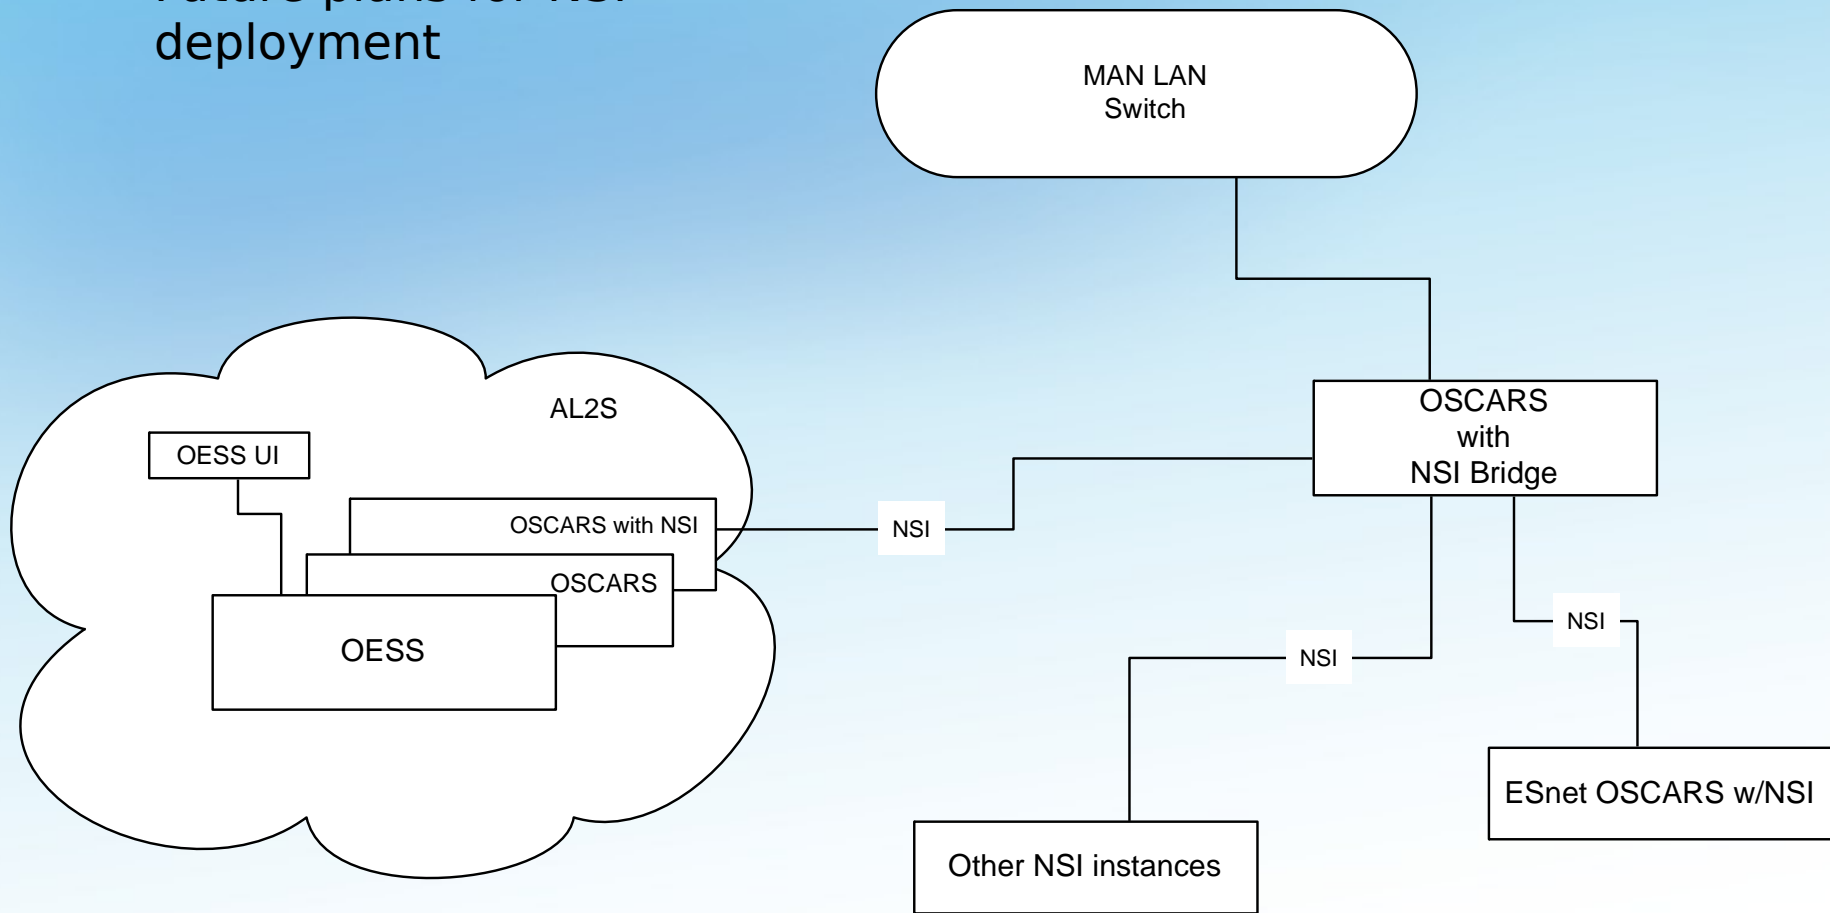 deployment
MAN LAN
Switch
AL2S
OESS UI
OSCARS with NSI
OSCARS
OESS
NSI
OSCARS
with
NSI Bridge
NSI
NSI
ESnet OSCARS w/NSI
Other NSI instances